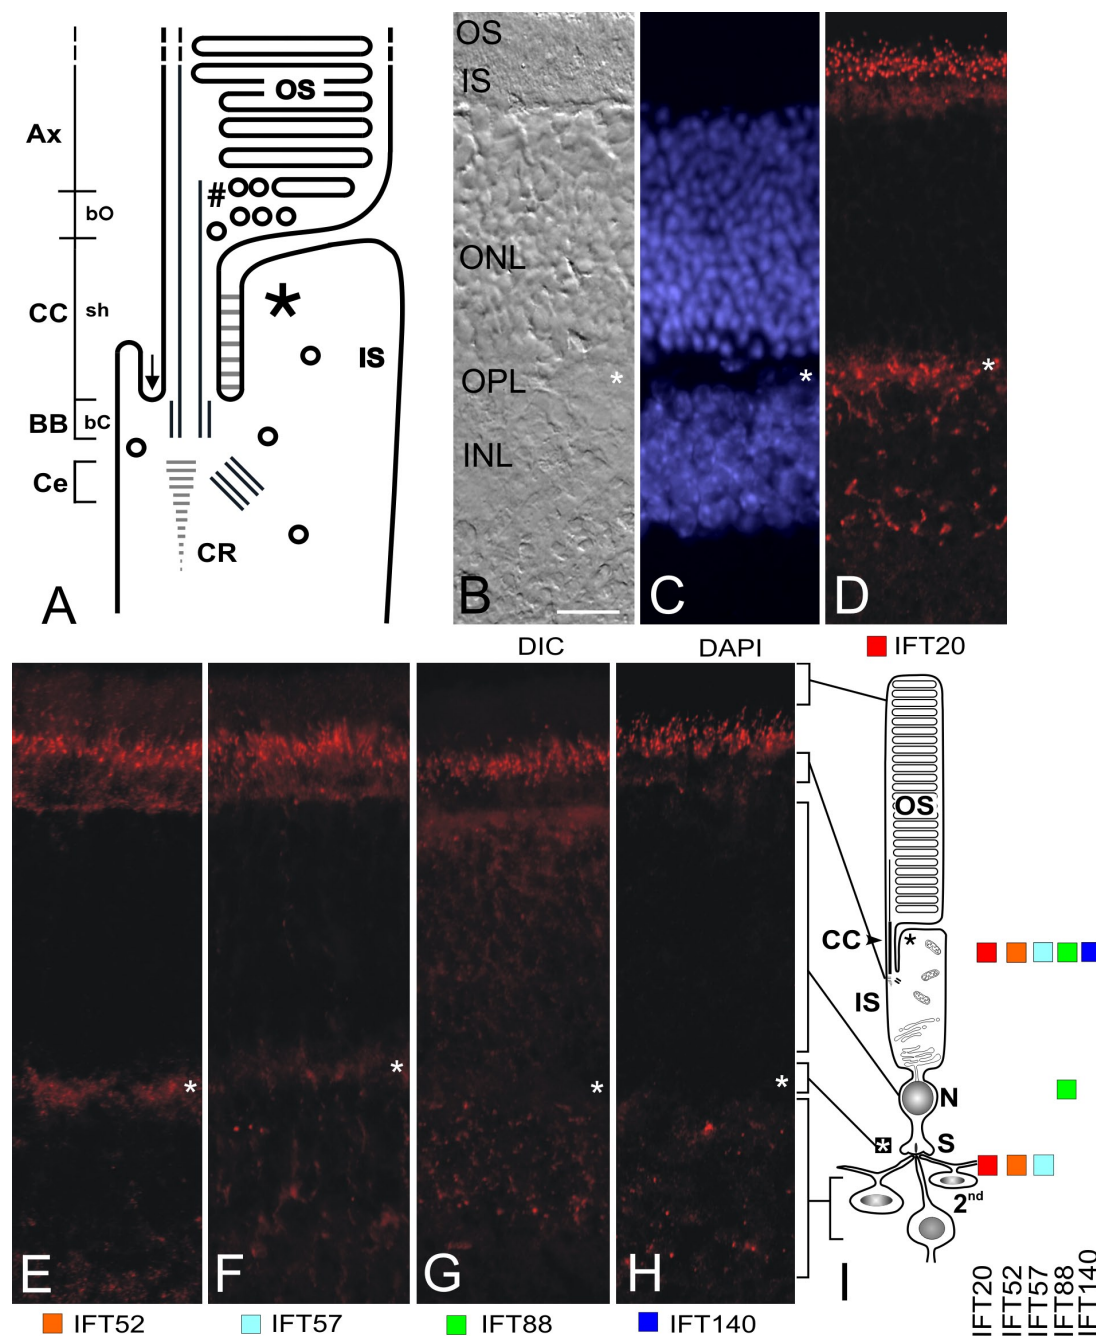 OS
Ax
#
bO
CC
sh
*
IS
BB
bC
Ce
CR
A
OS
IS
ONL
OPL
*
INL
B
*
C
*
D
DIC
DAPI
IFT20
*
E
*
F
*
G
*
H
OS
CC
*
IS
N
*
S
2nd
IFT20
IFT52
IFT57
IFT88
IFT140
IFT52
IFT57
IFT88
IFT140